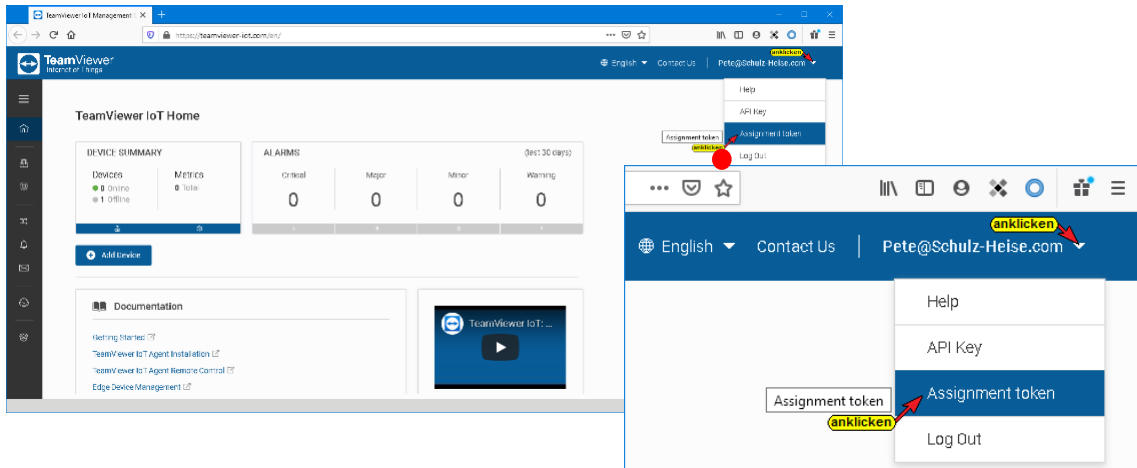 TeamViewer IoT Management
https://teamviewer-iot.com/en/
TeamViewer
Internet of Things
English
Contact Us
Pete@Schulz-Heise.com
anklicken
Help
API Key
Assignment token
Assignment token
anklicken
Log Out
TeamViewer IoT Home
DEVICE SUMMARY
Devices
Metrics
0 Online
0 Total
1 Offline
ALARMS
(last 30 days)
Critical
Major
Minor
Warning
0
0
0
0
Add Device
Documentation
Getting Started
TeamViewer IoT Agent Installation
TeamViewer IoT Agent Remote Control
Edge Device Management
TeamViewer IoT: ...
anklicken
English
Contact Us
Pete@Schulz-Heise.com
Help
API Key
Assignment token
Assignment token
anklicken
Log Out